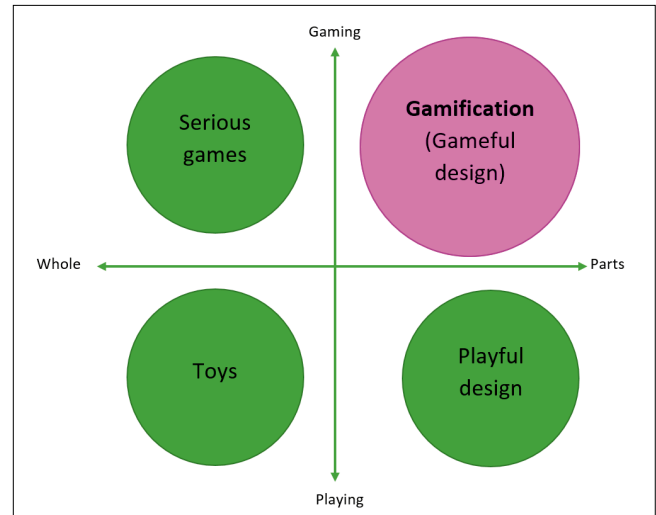 Gaming
Serious
games
Gamification
(Gameful
design)
Whole
Parts
Toys
Playful
design
Playing